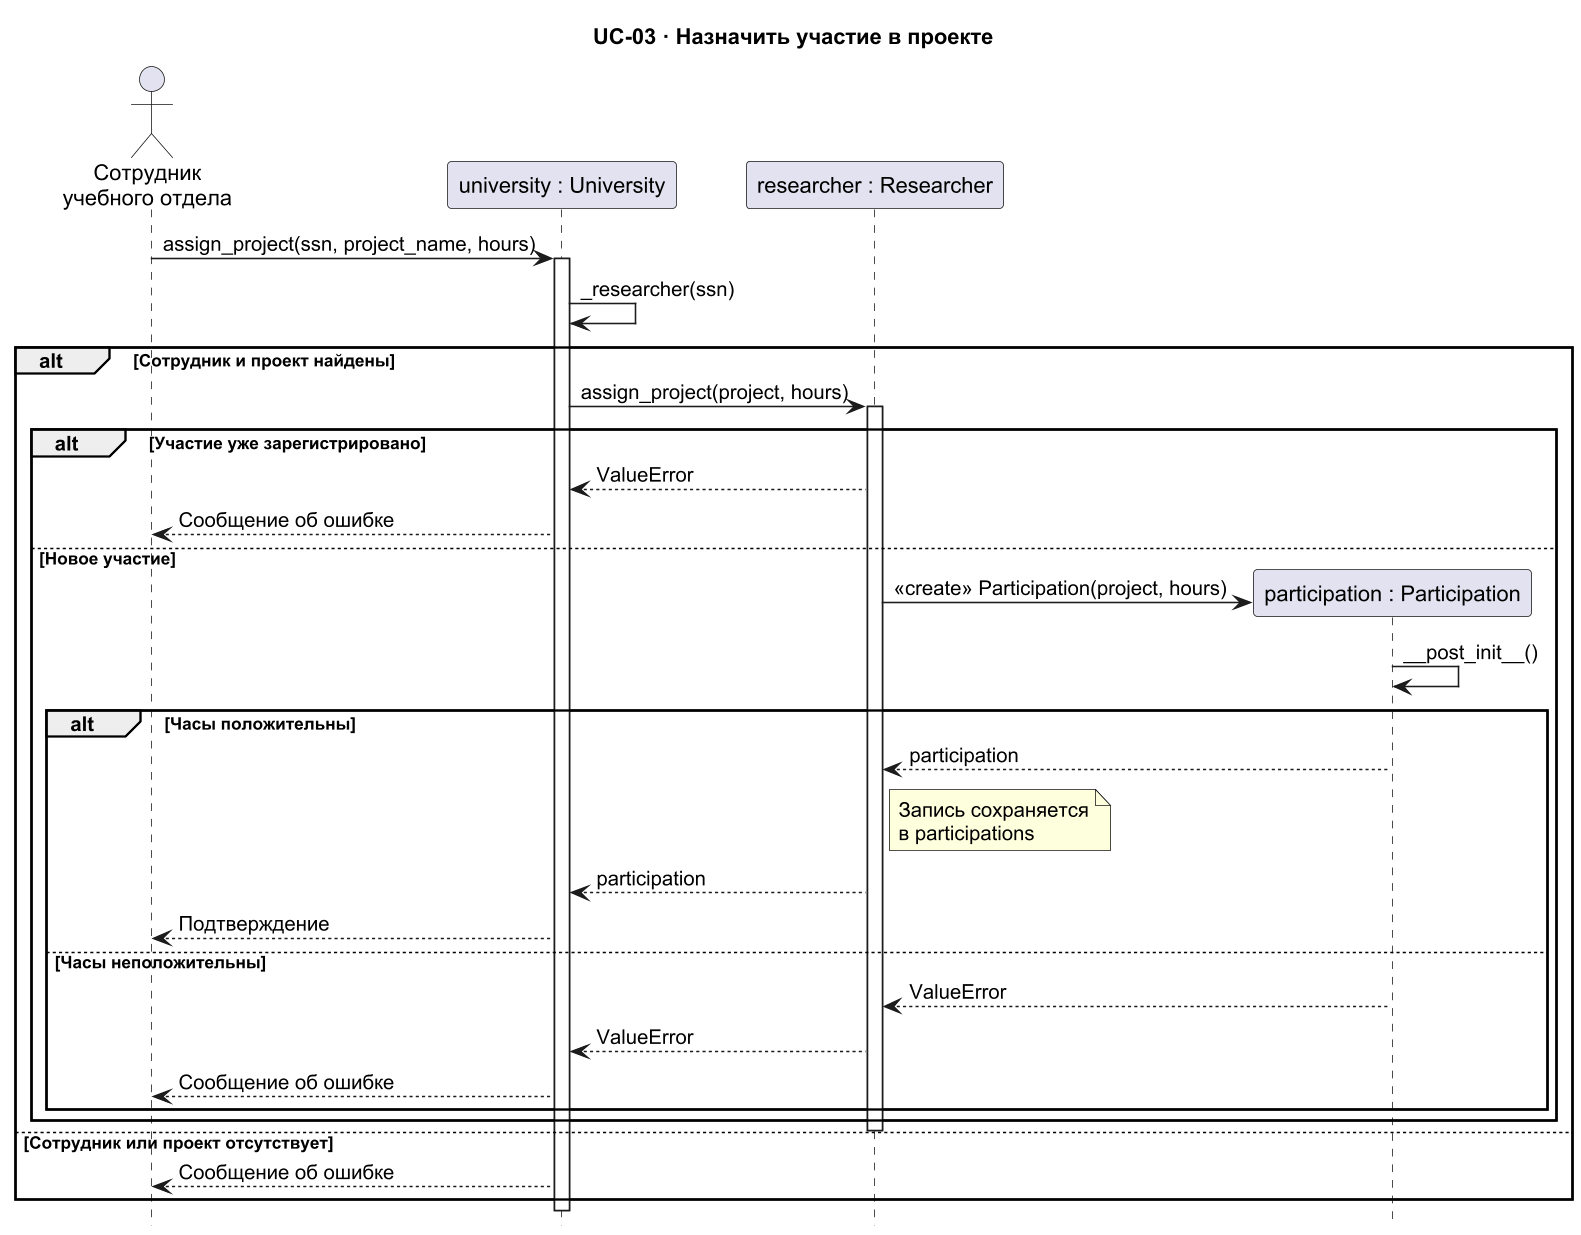 UC-03 · Назначить участие в проекте
Сотрудник
учебного отдела
university : University
researcher : Researcher
assign_project(ssn, project_name, hours)
_researcher(ssn)
alt
[Сотрудник и проект найдены]
assign_project(project, hours)
alt
[Участие уже зарегистрировано]
ValueError
Сообщение об ошибке
[Новое участие]
«create» Participation(project, hours)
participation : Participation
__post_init__()
alt
[Часы положительны]
participation
Запись сохраняется
в participations
participation
Подтверждение
[Часы неположительны]
ValueError
ValueError
Сообщение об ошибке
[Сотрудник или проект отсутствует]
Сообщение об ошибке